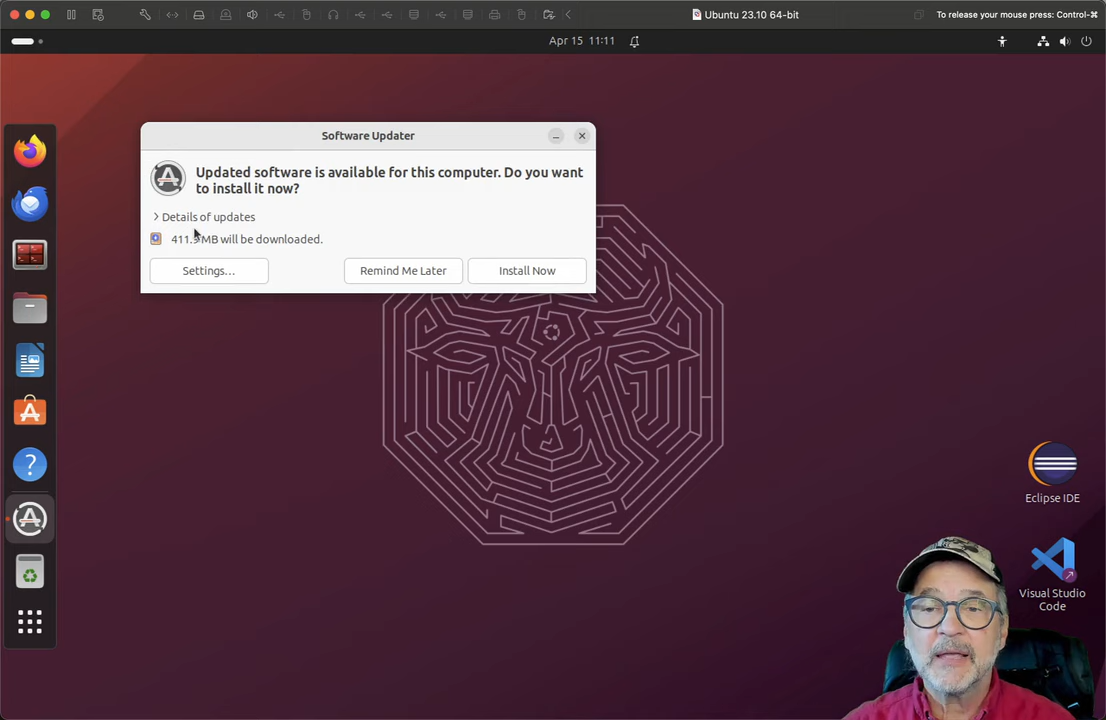 Ubuntu 23.10 64-bit
To release your mouse press: Control-⌘
Apr 15 11:11
Software Updater
Updated software is available for this computer. Do you want
to install it now?
Details of updates
411.5 MB will be downloaded.
Settings...
Remind Me Later
Install Now
Eclipse IDE
Visual Studio
Code